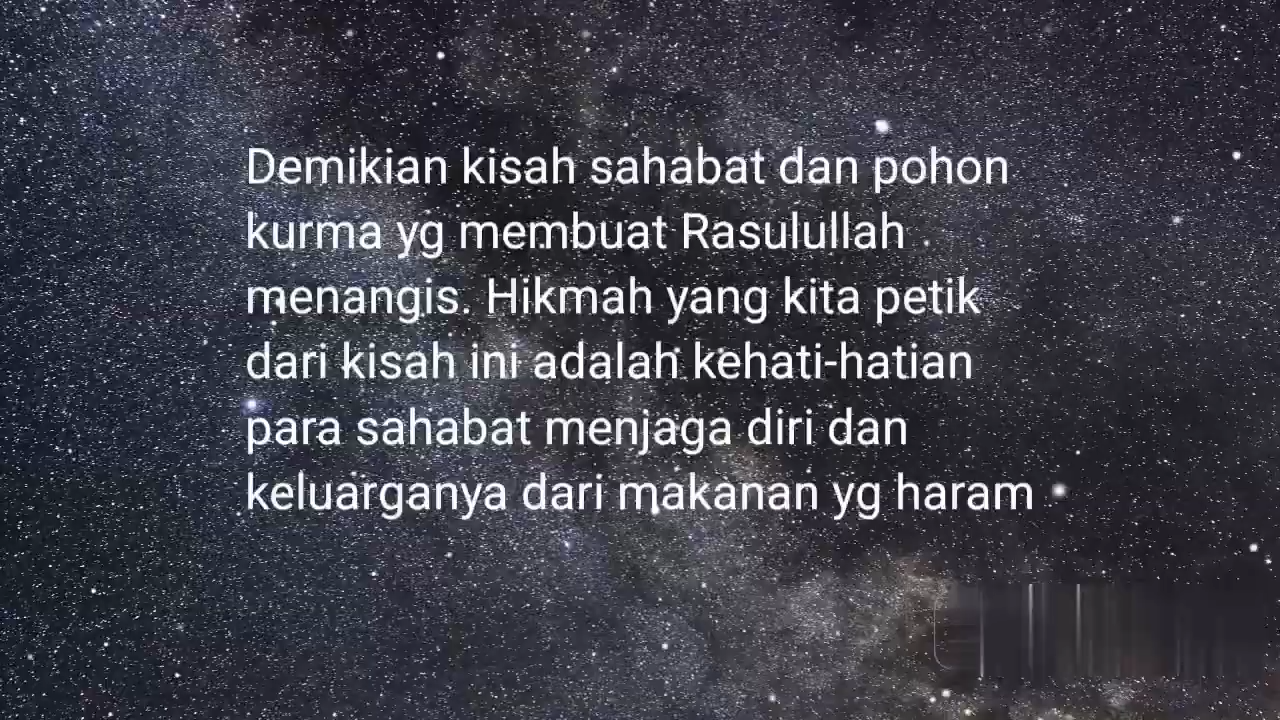 Demikian kisah sahabat dan pohon
kurma yg membuat Rasulullah
menangis. Hikmah yang kita petik
dari kisah ini adalah kehati-hatian
para sahabat menjaga diri dan
keluarganya dari makanan yg haram